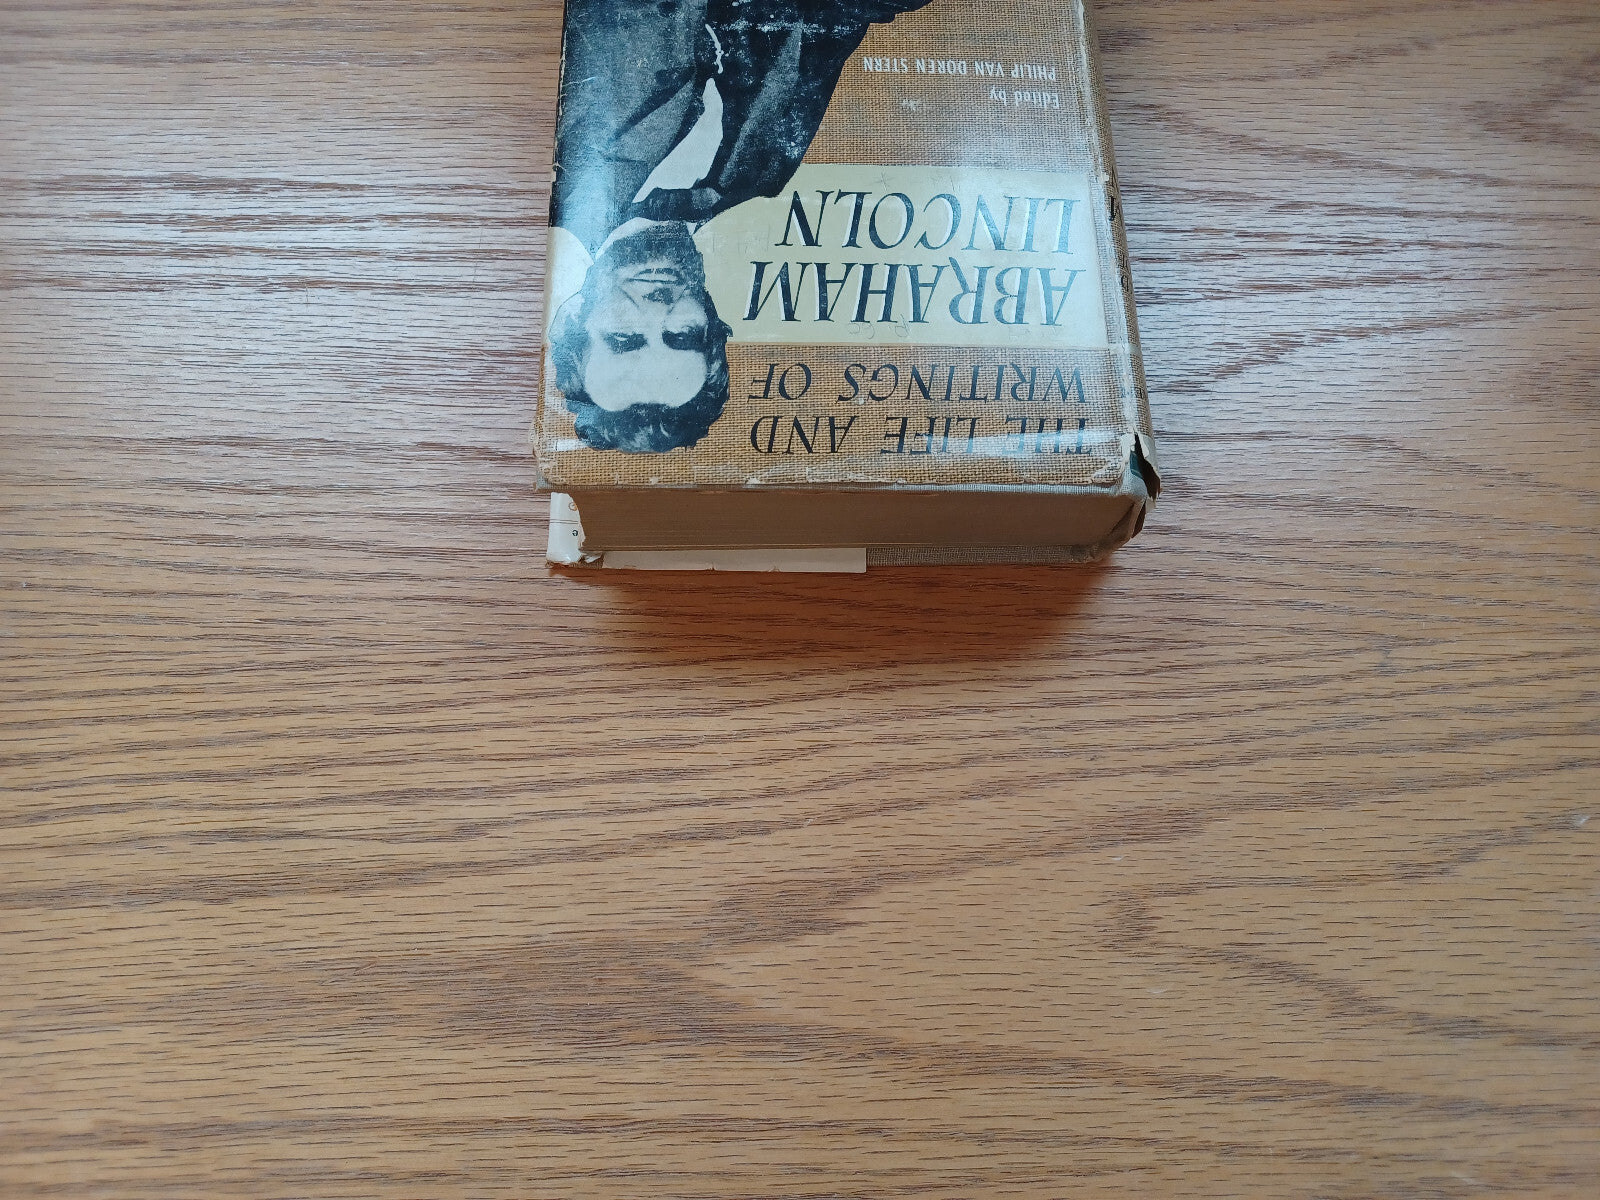 THE LIFE AND
WRITINGS OF
ABRAHAM
LINCOLN
Edited by
PHILIP VAN DOREN STERN